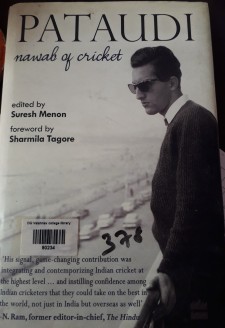 PATAUDI
nawab of cricket
edited by
Suresh Menon
foreword by
Sharmila Tagore
80234
376
'His signal, game-changing contribution was
integrating and contemporizing Indian cricket at
the highest level ... and instilling confidence among
Indian cricketers that they could take on the best in
the world, not just in India but overseas as well'
-N. Ram, former editor-in-chief, The Hindu